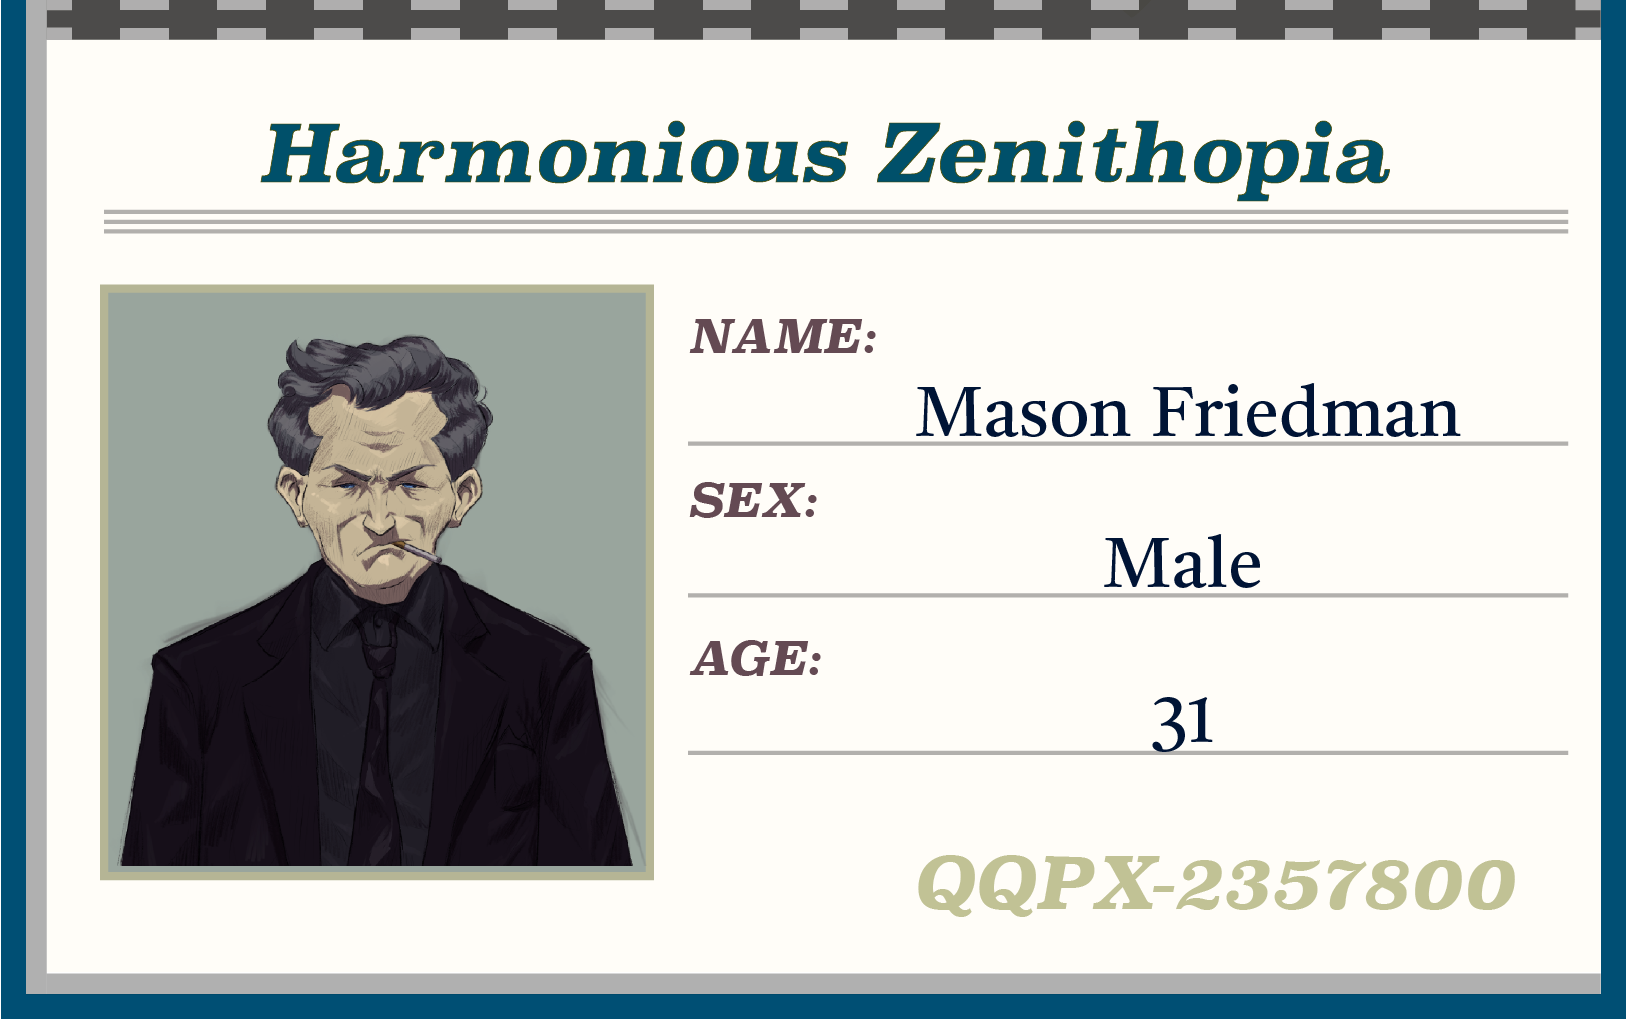 Harmonious Zenithopia
NAME:
Mason Friedman
SEX:
Male
AGE:
31
QQPX-2357800